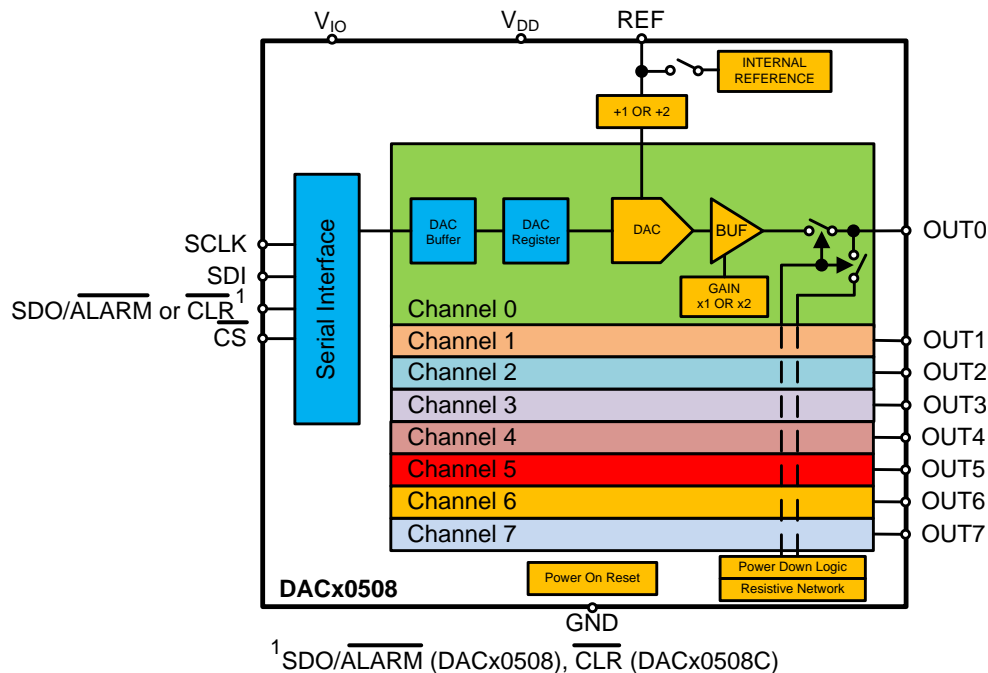 VIO VDD REF
INTERNAL
REFERENCE
+1 OR +2
Serial Interface
DAC
Buffer
DAC
Register
DAC
BUF
GAIN
x1 OR x2
SCLK
SDI
SDO/ALARM or CLR1
CS
OUT0
Channel 0
Channel 1
OUT1
Channel 2
OUT2
Channel 3
OUT3
Channel 4
OUT4
Channel 5
OUT5
Channel 6
OUT6
Channel 7
OUT7
Power On Reset
Power Down Logic
Resistive Network
DACx0508
GND
1SDO/ALARM (DACx0508), CLR (DACx0508C)